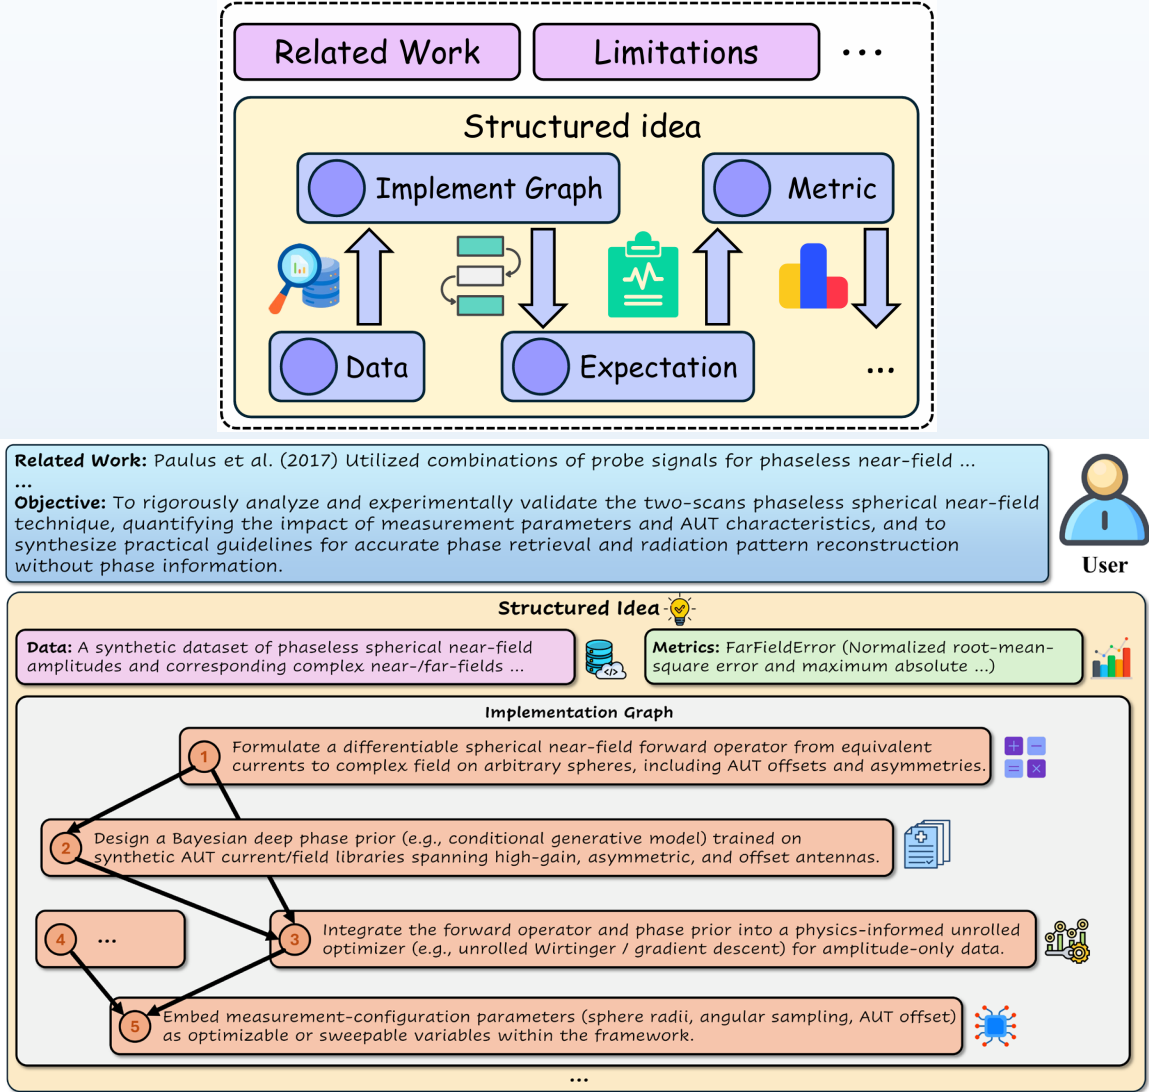 Related Work
Limitations
...
Structured idea
Implement Graph
Metric
Data
Expectation
...
Related Work: Paulus et al. (2017) Utilized combinations of probe signals for phaseless near-field ...
...
Objective: To rigorously analyze and experimentally validate the two-scans phaseless spherical near-field
technique, quantifying the impact of measurement parameters and AUT characteristics, and to
synthesize practical guidelines for accurate phase retrieval and radiation pattern reconstruction
without phase information.
User
Structured Idea
Data: A synthetic dataset of phaseless spherical near-field
amplitudes and corresponding complex near-/far-fields ...
Metrics: FarFieldError (Normalized root-mean-
square error and maximum absolute ...)
Implementation Graph
1
Formulate a differentiable spherical near-field forward operator from equivalent
currents to complex field on arbitrary spheres, including AUT offsets and asymmetries.
2
Design a Bayesian deep phase prior (e.g., conditional generative model) trained on
synthetic AUT current/field libraries spanning high-gain, asymmetric, and offset antennas.
4
...
3
Integrate the forward operator and phase prior into a physics-informed unrolled
optimizer (e.g., unrolled Wirtinger / gradient descent) for amplitude-only data.
5
Embed measurement-configuration parameters (sphere radii, angular sampling, AUT offset)
as optimizable or sweepable variables within the framework.
...